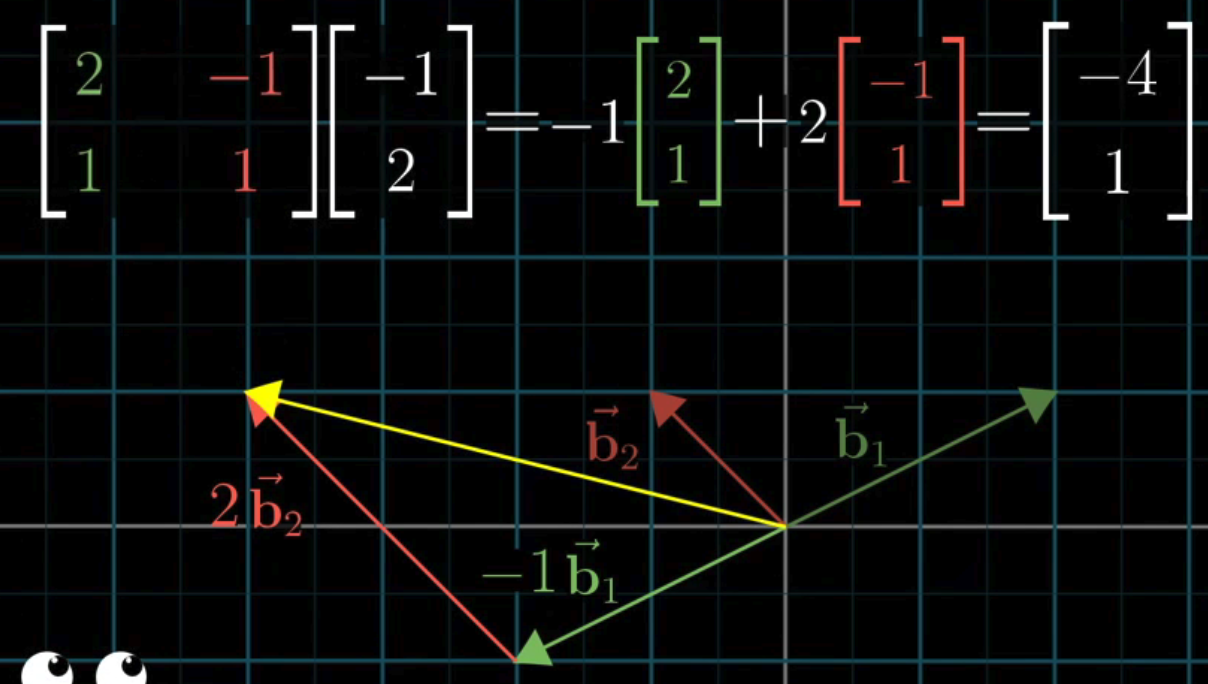 [2 −1; 1 1] [−1; 2] = −1 [2; 1] + 2 [−1; 1] = [−4; 1]
b⃗₂
b⃗₁
2b⃗₂
−1b⃗₁